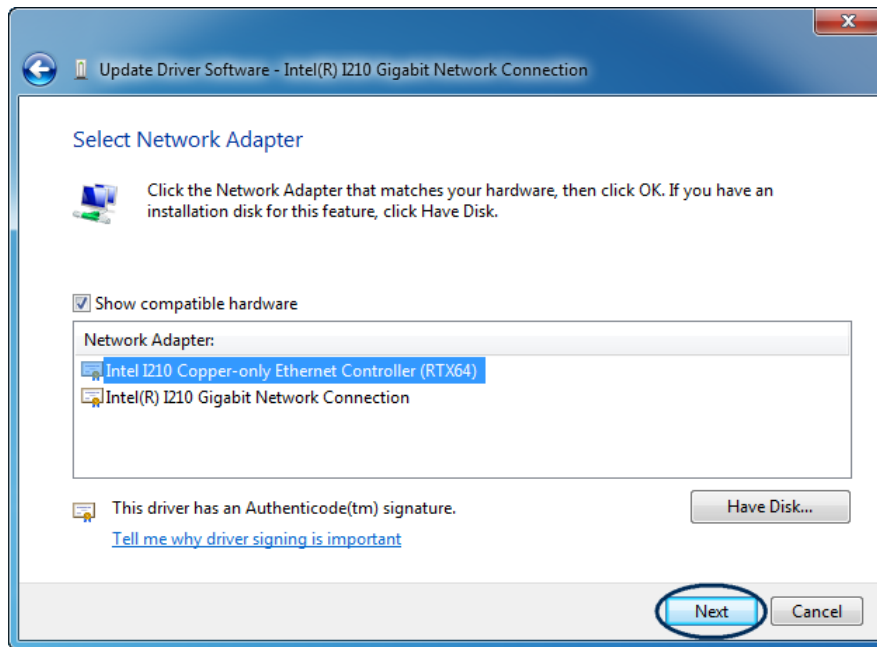 Update Driver Software - Intel(R) I210 Gigabit Network Connection
Select Network Adapter
Click the Network Adapter that matches your hardware, then click OK. If you have an
installation disk for this feature, click Have Disk.
Show compatible hardware
Network Adapter:
Intel I210 Copper-only Ethernet Controller (RTX64)
Intel(R) I210 Gigabit Network Connection
This driver has an Authenticode(tm) signature.
Have Disk...
Tell me why driver signing is important
Next
Cancel